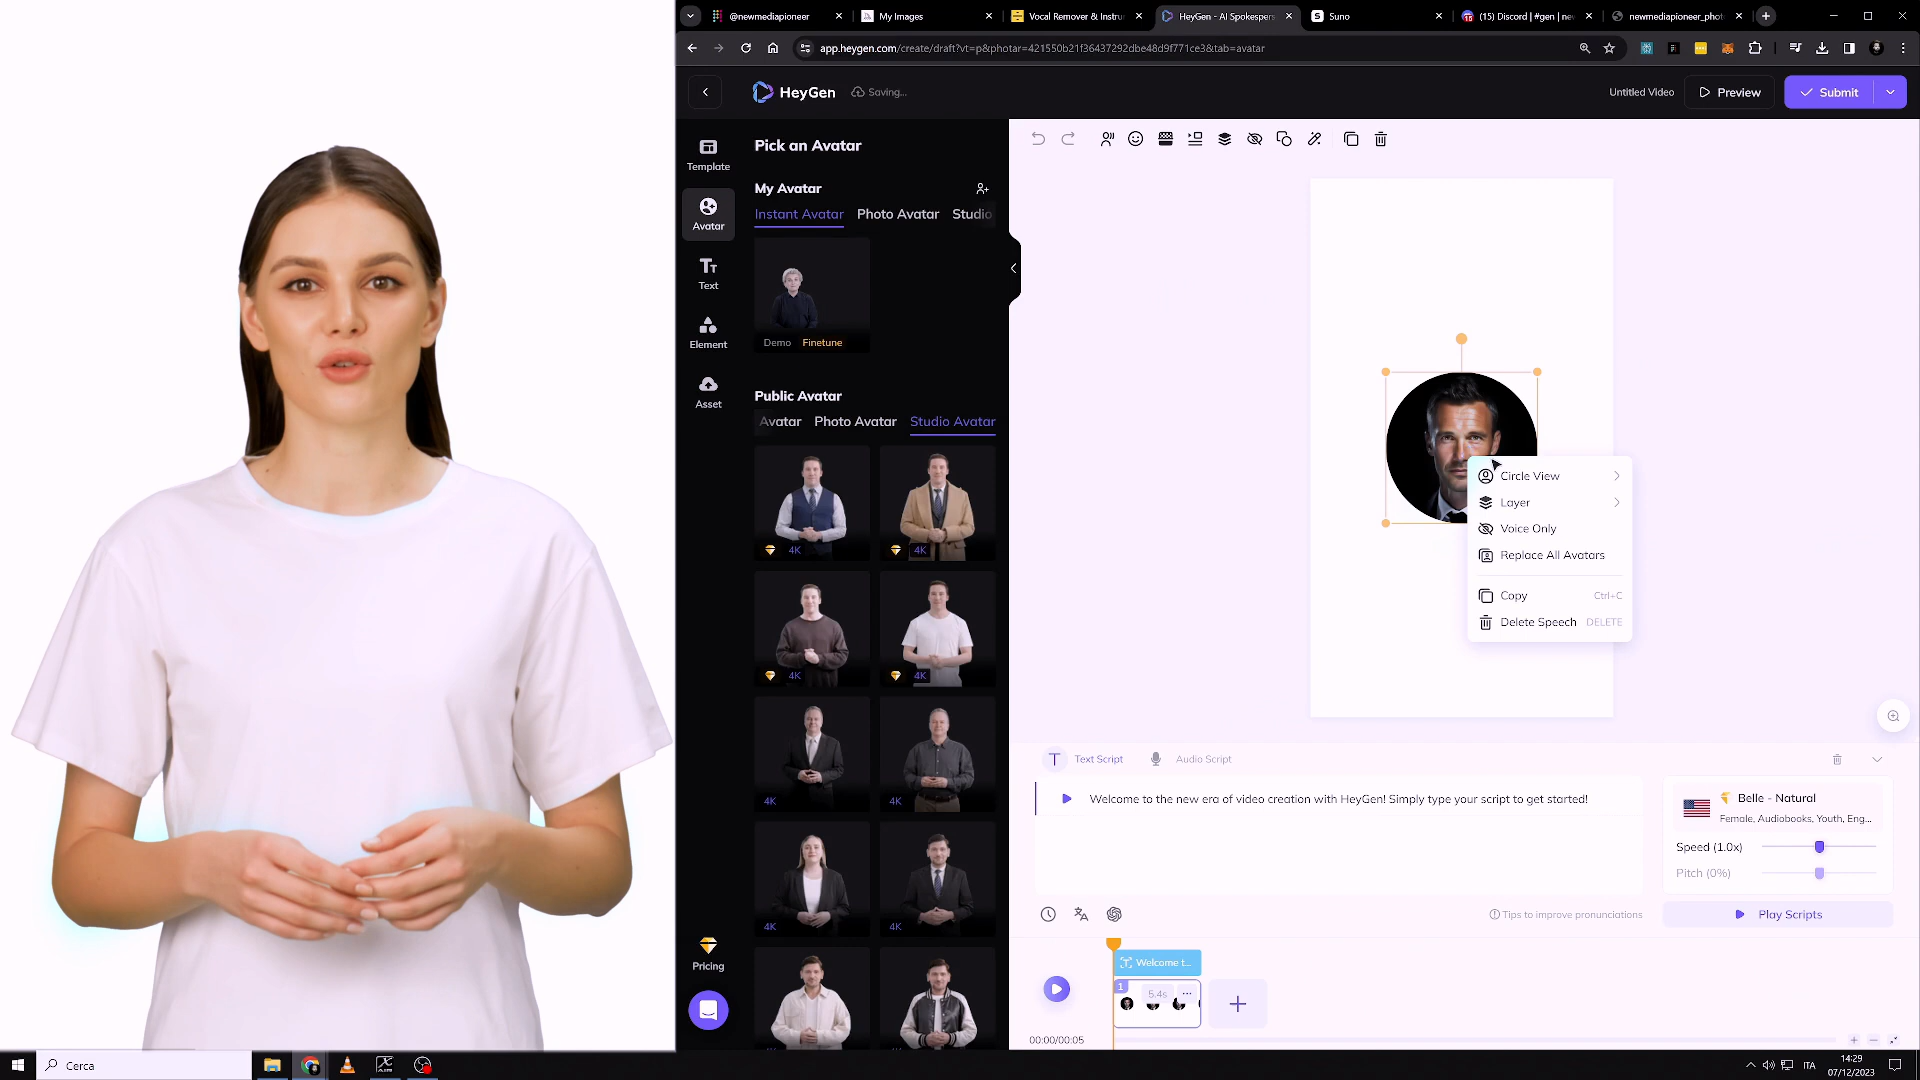 @newmediapioneer
My Images
Vocal Remover & Instru
HeyGen - AI Spokespers
Suno
(15) Discord | #gen | nev
newmediapioneer_phot
app.heygen.com/create/draft?vt=p&photar=421550b21f36437292dbe48d9f771ce3&tab=avatar
HeyGen
Saving...
Untitled Video
Preview
Submit
Template
Avatar
Text
Element
Asset
Pricing
Pick an Avatar
My Avatar
Instant Avatar
Photo Avatar
Studio
Demo
Finetune
Public Avatar
Avatar
Photo Avatar
Studio Avatar
4K
4K
4K
4K
4K
4K
4K
4K
Circle View
Layer
Voice Only
Replace All Avatars
Copy
Ctrl+C
Delete Speech
DELETE
Text Script
Audio Script
Welcome to the new era of video creation with HeyGen! Simply type your script to get started!
Belle - Natural
Female, Audiobooks, Youth, Eng...
Speed (1.0x)
Pitch (0%)
Tips to improve pronunciations
Play Scripts
Welcome t...
1
5.4s
00:00/00:05
Cerca
ITA
14:29
07/12/2023